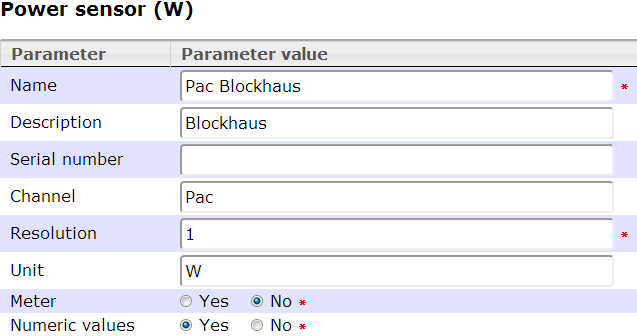 Power sensor (W)
Parameter Parameter value
Name Pac Blockhaus *
Description Blockhaus
Serial number
Channel Pac
Resolution 1 *
Unit W
Meter Yes No *
Numeric values Yes No *